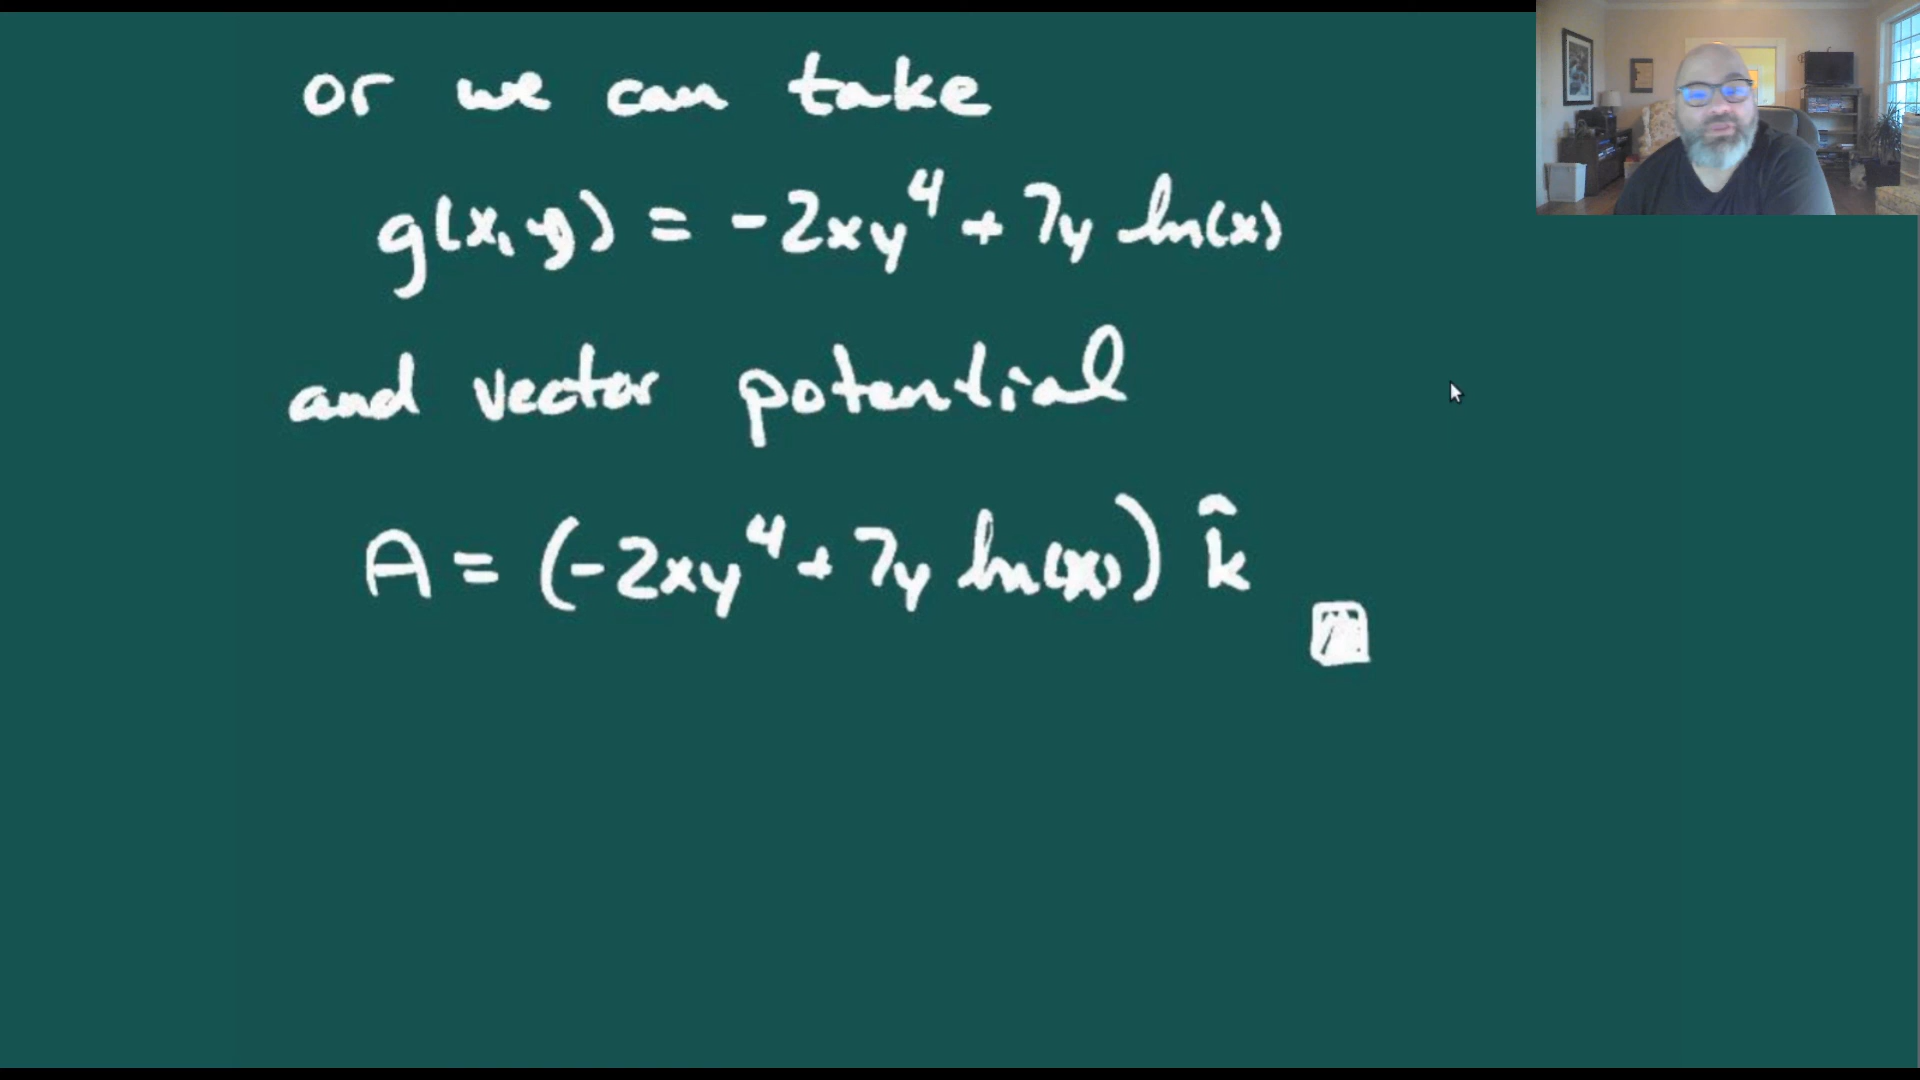 or we can take
g(x, y) = -2xy⁴ + 7y ln(x)
and vector potential
A = (-2xy⁴ + 7y ln(x)) k̂